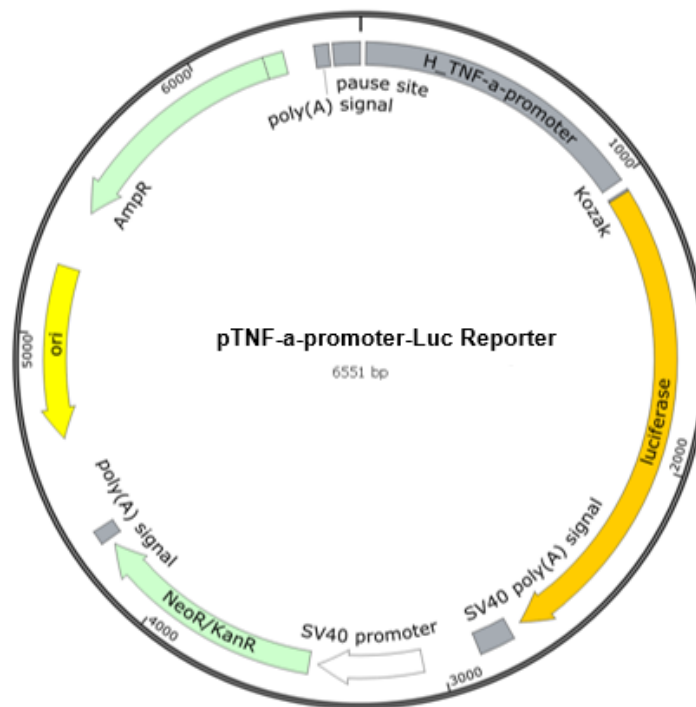 pTNF-a-promoter-Luc Reporter
6551 bp
H_TNF-a-promoter
1000
Kozak
luciferase
2000
SV40 poly(A) signal
3000
SV40 promoter
NeoR/KanR
4000
poly(A) signal
ori
5000
AmpR
6000
poly(A) signal
pause site